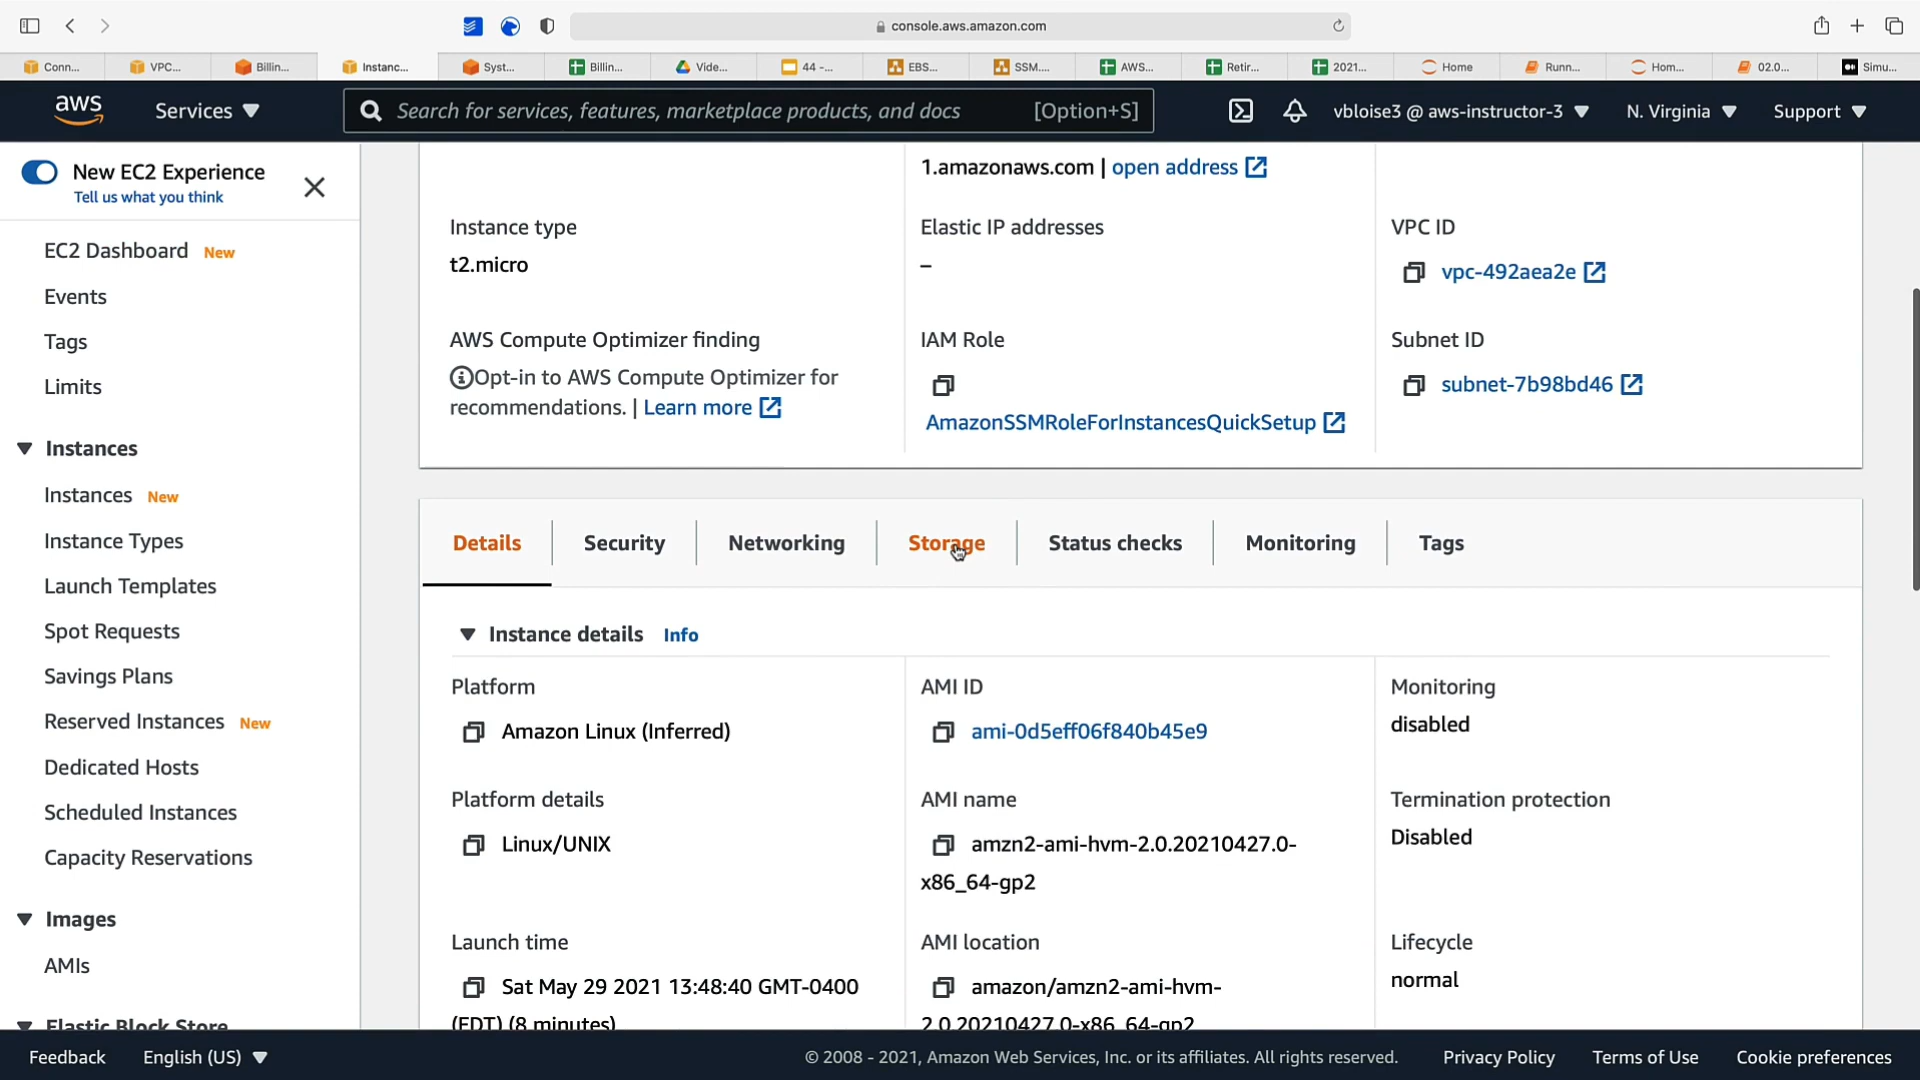 console.aws.amazon.com
Conn...
VPC...
Billin...
Instanc...
Syst...
Billin...
Vide...
44 -...
EBS...
SSM....
AWS...
Retir...
2021...
Home
Runn...
Hom...
02.0...
Simu...
aws
Services
Search for services, features, marketplace products, and docs
[Option+S]
vbloise3 @ aws-instructor-3
N. Virginia
Support
New EC2 Experience
Tell us what you think
EC2 Dashboard New
Events
Tags
Limits
Instances
Instances New
Instance Types
Launch Templates
Spot Requests
Savings Plans
Reserved Instances New
Dedicated Hosts
Scheduled Instances
Capacity Reservations
Images
AMIs
Elastic Block Store
1.amazonaws.com | open address
Instance type
t2.micro
Elastic IP addresses
–
VPC ID
vpc-492aea2e
AWS Compute Optimizer finding
Opt-in to AWS Compute Optimizer for
recommendations. | Learn more
IAM Role
AmazonSSMRoleForInstancesQuickSetup
Subnet ID
subnet-7b98bd46
Details
Security
Networking
Storage
Status checks
Monitoring
Tags
Instance details Info
Platform
Amazon Linux (Inferred)
AMI ID
ami-0d5eff06f840b45e9
Monitoring
disabled
Platform details
Linux/UNIX
AMI name
amzn2-ami-hvm-2.0.20210427.0-
x86_64-gp2
Termination protection
Disabled
Launch time
Sat May 29 2021 13:48:40 GMT-0400
(EDT) (8 minutes)
AMI location
amazon/amzn2-ami-hvm-
2.0.20210427.0-x86_64-gp2
Lifecycle
normal
Feedback
English (US)
© 2008 - 2021, Amazon Web Services, Inc. or its affiliates. All rights reserved.
Privacy Policy
Terms of Use
Cookie preferences